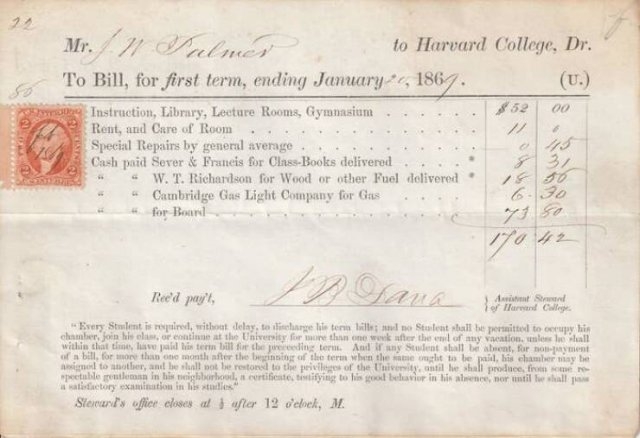 22
Mr. J W Palmer to Harvard College, Dr.
86
To Bill, for first term, ending January 20, 1869. (U.)
Instruction, Library, Lecture Rooms, Gymnasium . . . . . . . . $52 00
Rent, and Care of Room . . . . . . . . . . . . . 11 0
Special Repairs by general average . . . . . . . . . . . 0 45
Cash paid Sever & Francis for Class-Books delivered . . . . * 8 31
" " W. T. Richardson for Wood or other Fuel delivered * 18 56
" " Cambridge Gas Light Company for Gas . . . . . 6 30
" " for Board . . . . . . . . . . . . . . 73 80
170 42
Rec'd pay't, J B Dana } Assistant Steward
of Harvard College.
"Every Student is required, without delay, to discharge his term bills; and no Student shall be permitted to occupy his
chamber, join his class, or continue at the University for more than one week after the end of any vacation, unless he shall
within that time, have paid his term bill for the preceeding term. And if any Student shall be absent, for non-payment
of a bill, for more than one month after the beginning of the term when the same ought to be paid, his chamber may be
assigned to another, and he shall not be restored to the privileges of the University, until he shall produce, from some re-
spectable gentleman in his neighborhood, a certificate, testifying to his good behavior in his absence, nor until he shall pass
a satisfactory examination in his studies."
Steward's office closes at ½ after 12 o'clock, M.